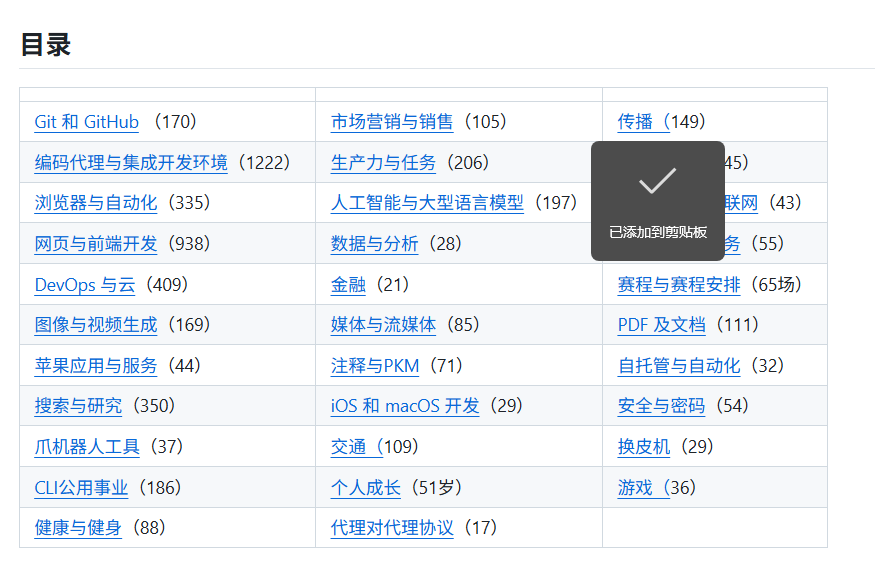 目录
Git 和 GitHub （170） 市场营销与销售（105） 传播（149）
编码代理与集成开发环境（1222） 生产力与任务（206） 45）
浏览器与自动化（335） 人工智能与大型语言模型（197） 联网（43）
网页与前端开发（938） 数据与分析（28） 务（55）
已添加到剪贴板
DevOps 与云（409） 金融（21） 赛程与赛程安排（65场）
图像与视频生成（169） 媒体与流媒体（85） PDF 及文档（111）
苹果应用与服务（44） 注释与PKM（71） 自托管与自动化（32）
搜索与研究（350） iOS 和 macOS 开发（29） 安全与密码（54）
爪机器人工具（37） 交通（109） 换皮机（29）
CLI公用事业（186） 个人成长（51岁） 游戏（36）
健康与健身（88） 代理对代理协议（17）